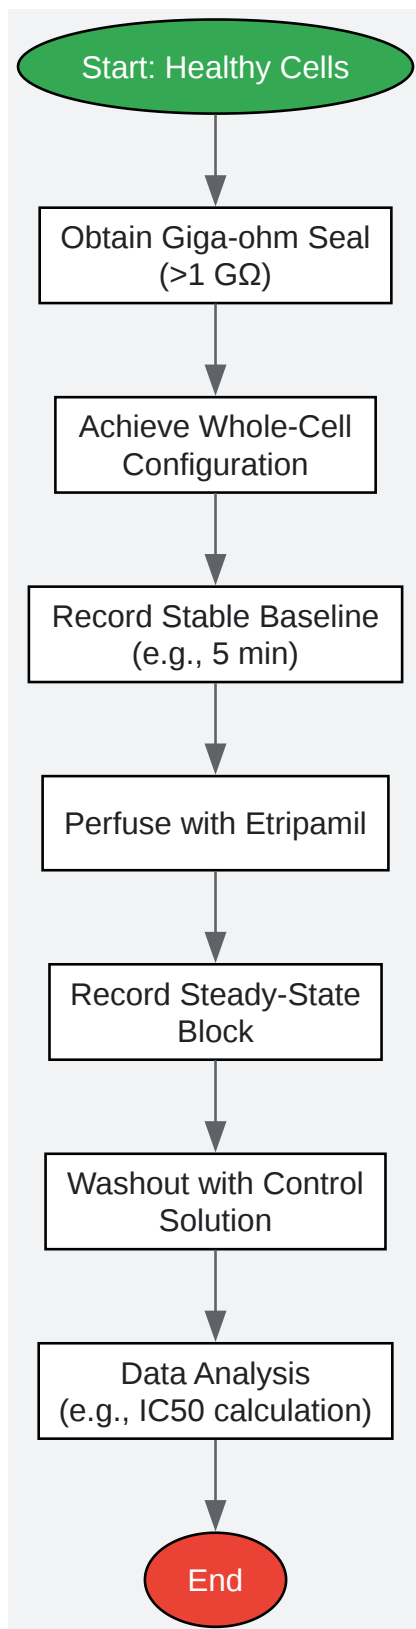 Start: Healthy Cells
Obtain Giga-ohm Seal
(>1 GΩ)
Achieve Whole-Cell
Configuration
Record Stable Baseline
(e.g., 5 min)
Perfuse with Etripamil
Record Steady-State
Block
Washout with Control
Solution
Data Analysis
(e.g., IC50 calculation)
End